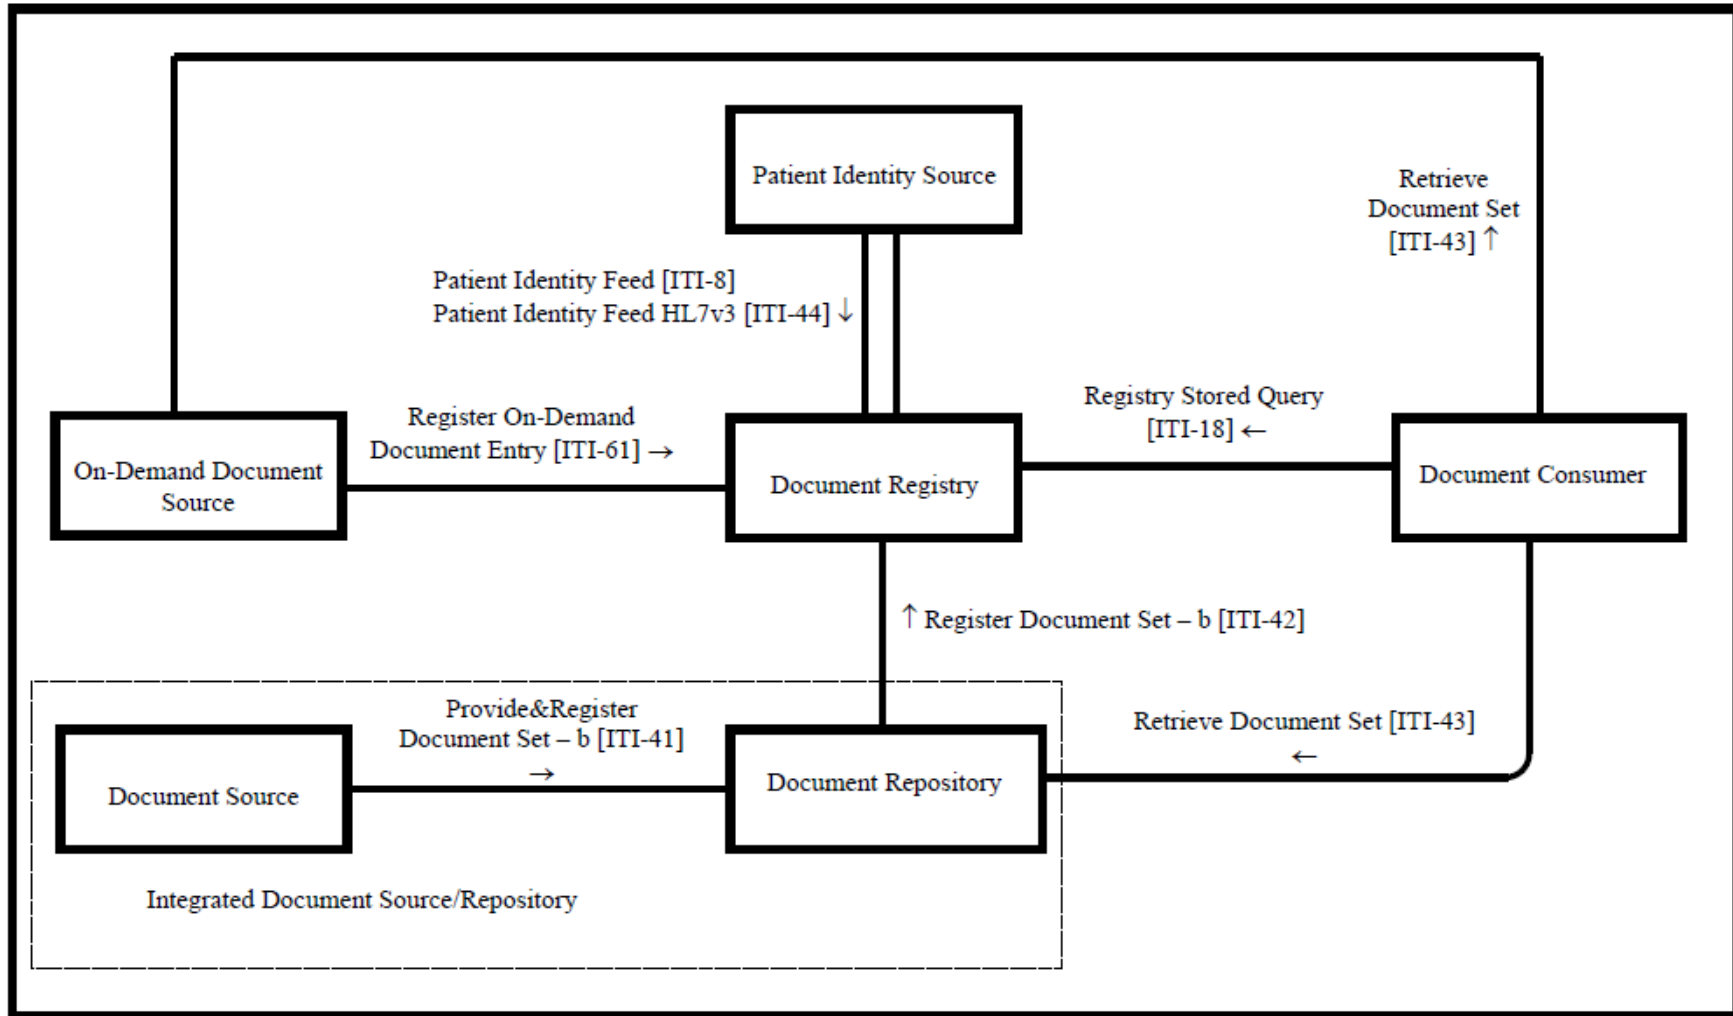 Patient Identity Source
Retrieve
Document Set
[ITI-43] ↑
Patient Identity Feed [ITI-8]
Patient Identity Feed HL7v3 [ITI-44] ↓
Register On-Demand
Document Entry [ITI-61] →
Registry Stored Query
[ITI-18] ←
On-Demand Document
Source
Document Registry
Document Consumer
↑ Register Document Set – b [ITI-42]
Provide&Register
Document Set – b [ITI-41]
→
Retrieve Document Set [ITI-43]
←
Document Source
Document Repository
Integrated Document Source/Repository